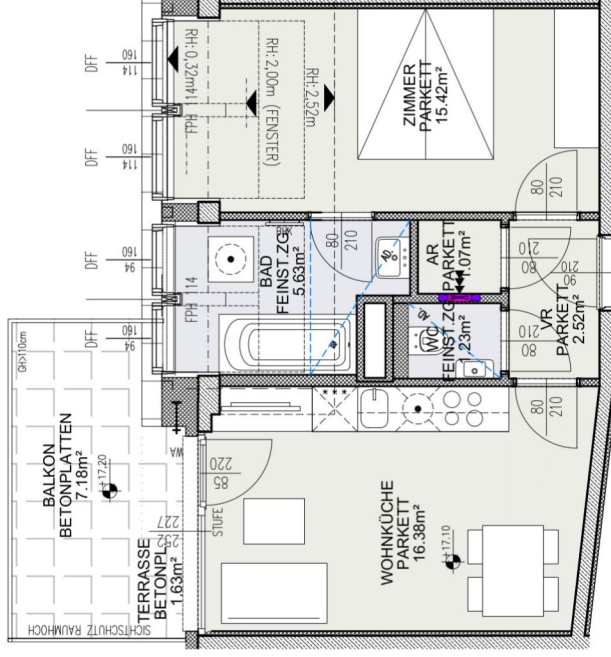 DFF
160
114
DFF
160
114
DFF
160
94
DFF
160
94
RH:0,32m
FPH 114
RH:2,00m (FENSTER)
RH:2.52m
ZIMMER
PARKETT
15.42m²
80
210
80
210
BAD
FEINST.ZG
5.63m²
FPH 114
AR
PARKETT
1.07m²
210
80
210
90
WC
FEINST.ZG
1.23m²
210
80
VR
PARKETT
2.52m²
80
210
GH>110cm
BALKON
BETONPLATTEN
7.18m²
+17,20
WA
220
85
STUFE
227
252
TERRASSE
BETONPL.
1.63m²
SICHTSCHUTZ RAUMHOCH
WOHNKÜCHE
PARKETT
16.38m²
+17.10